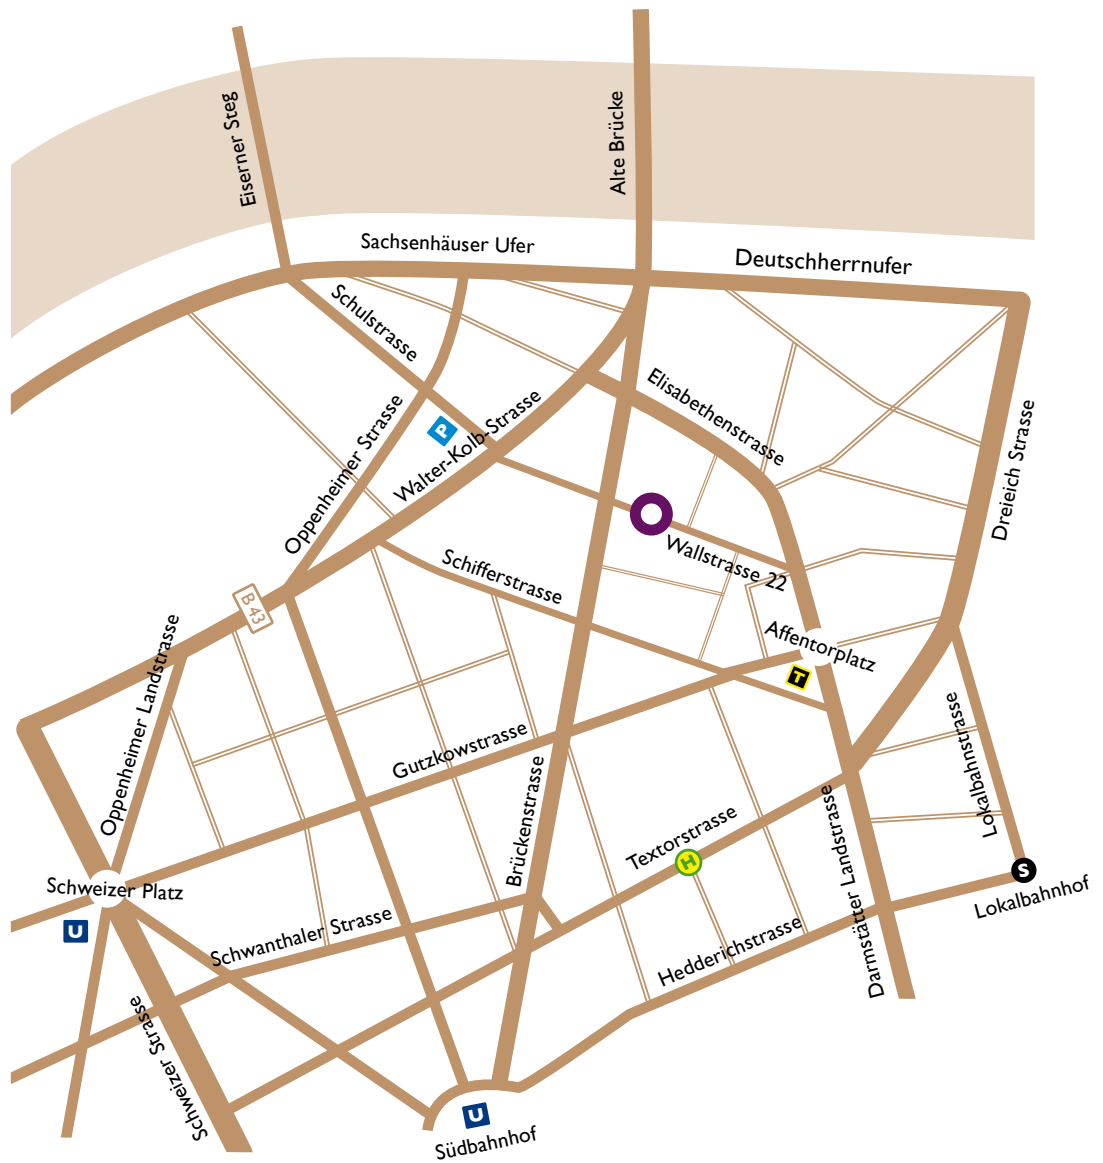 Eiserner Steg
Alte Brücke
Sachsenhäuser Ufer
Deutschherrnufer
Schulstrasse
Elisabethenstrasse
Oppenheimer Strasse
P
Walter-Kolb-Strasse
Dreieich Strasse
Wallstrasse 22
Schifferstrasse
B 43
Oppenheimer Landstrasse
Affentorplatz
T
Lokalbahnstrasse
Gutzkowstrasse
Brückenstrasse
Textorstrasse
H
Darmstätter Landstrasse
S
Lokalbahnhof
Schweizer Platz
U
Schwanthaler Strasse
Hedderichstrasse
Schweizer Strasse
U
Südbahnhof